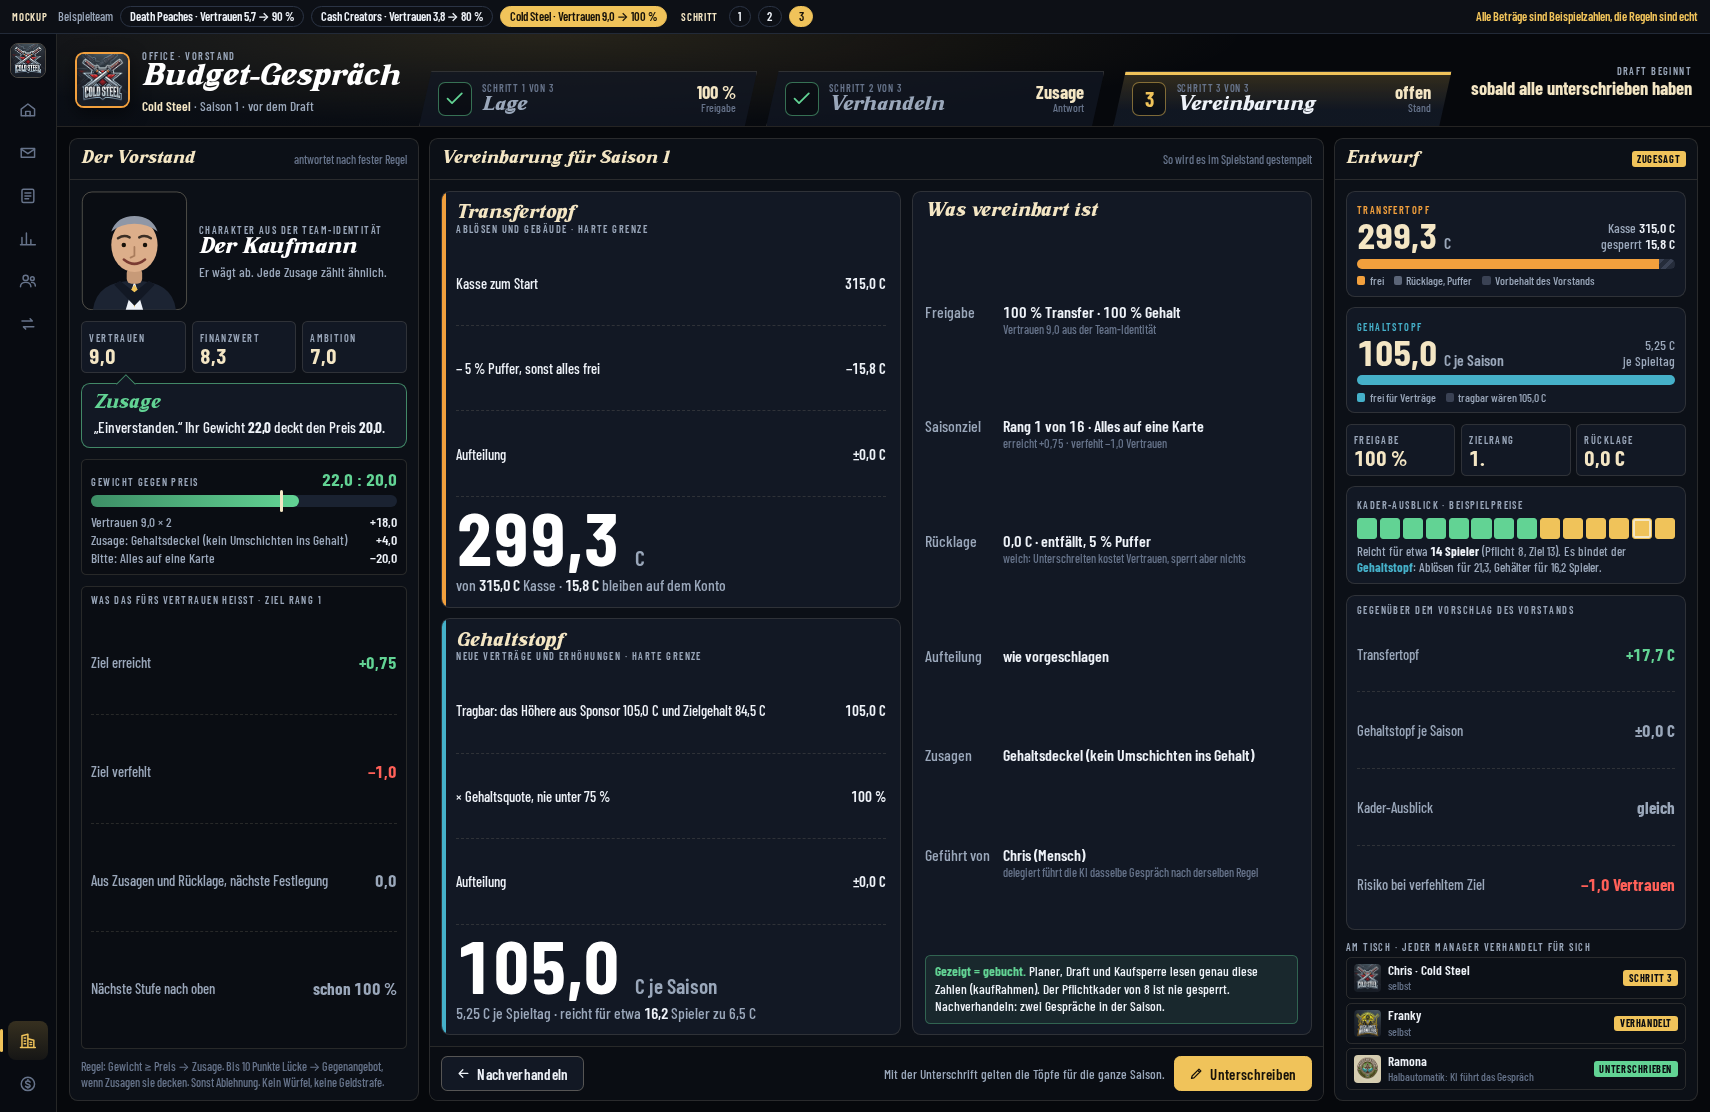 MOCKUP Beispielteam Death Peaches · Vertrauen 5,7 → 90 % Cash Creators · Vertrauen 3,8 → 80 % Cold Steel · Vertrauen 9,0 → 100 % SCHRITT 1 2 3 Alle Beträge sind Beispielzahlen, die Regeln sind echt
COLD STEEL
OFFICE · VORSTAND
Budget-Gespräch
Cold Steel · Saison 1 · vor dem Draft
SCHRITT 1 VON 3
Lage
100 %
Freigabe
SCHRITT 2 VON 3
Verhandeln
Zusage
Antwort
3
SCHRITT 3 VON 3
Vereinbarung
offen
Stand
DRAFT BEGINNT
sobald alle unterschrieben haben
Der Vorstand
antwortet nach fester Regel
CHARAKTER AUS DER TEAM-IDENTITÄT
Der Kaufmann
Er wägt ab. Jede Zusage zählt ähnlich.
VERTRAUEN
9,0
FINANZWERT
8,3
AMBITION
7,0
Zusage
„Einverstanden.“ Ihr Gewicht 22,0 deckt den Preis 20,0.
GEWICHT GEGEN PREIS 22,0 : 20,0
Vertrauen 9,0 × 2 +18,0
Zusage: Gehaltsdeckel (kein Umschichten ins Gehalt) +4,0
Bitte: Alles auf eine Karte −20,0
WAS DAS FÜRS VERTRAUEN HEISST · ZIEL RANG 1
Ziel erreicht +0,75
Ziel verfehlt −1,0
Aus Zusagen und Rücklage, nächste Festlegung 0,0
Nächste Stufe nach oben schon 100 %
Regel: Gewicht ≥ Preis → Zusage. Bis 10 Punkte Lücke → Gegenangebot,
wenn Zusagen sie decken. Sonst Ablehnung. Kein Würfel, keine Geldstrafe.
Vereinbarung für Saison 1
So wird es im Spielstand gestempelt
Transfertopf
ABLÖSEN UND GEBÄUDE · HARTE GRENZE
Kasse zum Start 315,0 C
− 5 % Puffer, sonst alles frei −15,8 C
Aufteilung ±0,0 C
299,3 C
von 315,0 C Kasse · 15,8 C bleiben auf dem Konto
Gehaltstopf
NEUE VERTRÄGE UND ERHÖHUNGEN · HARTE GRENZE
Tragbar: das Höhere aus Sponsor 105,0 C und Zielgehalt 84,5 C 105,0 C
× Gehaltsquote, nie unter 75 % 100 %
Aufteilung ±0,0 C
105,0 C je Saison
5,25 C je Spieltag · reicht für etwa 16,2 Spieler zu 6,5 C
Was vereinbart ist
Freigabe 100 % Transfer · 100 % Gehalt
Vertrauen 9,0 aus der Team-Identität
Saisonziel Rang 1 von 16 · Alles auf eine Karte
erreicht +0,75 · verfehlt −1,0 Vertrauen
Rücklage 0,0 C · entfällt, 5 % Puffer
weich: Unterschreiten kostet Vertrauen, sperrt aber nichts
Aufteilung wie vorgeschlagen
Zusagen Gehaltsdeckel (kein Umschichten ins Gehalt)
Geführt von Chris (Mensch)
delegiert führt die KI dasselbe Gespräch nach derselben Regel
Gezeigt = gebucht. Planer, Draft und Kaufsperre lesen genau diese
Zahlen (kaufRahmen). Der Pflichtkader von 8 ist nie gesperrt.
Nachverhandeln: zwei Gespräche in der Saison.
← Nachverhandeln
Mit der Unterschrift gelten die Töpfe für die ganze Saison.
Unterschreiben
Entwurf
ZUGESAGT
TRANSFERTOPF
299,3 C
Kasse 315,0 C
gesperrt 15,8 C
frei Rücklage, Puffer Vorbehalt des Vorstands
GEHALTSTOPF
105,0 C je Saison
5,25 C
je Spieltag
frei für Verträge tragbar wären 105,0 C
FREIGABE
100 %
ZIELRANG
1.
RÜCKLAGE
0,0 C
KADER-AUSBLICK · BEISPIELPREISE
Reicht für etwa 14 Spieler (Pflicht 8, Ziel 13). Es bindet der
Gehaltstopf: Ablösen für 21,3, Gehälter für 16,2 Spieler.
GEGENÜBER DEM VORSCHLAG DES VORSTANDS
Transfertopf +17,7 C
Gehaltstopf je Saison ±0,0 C
Kader-Ausblick gleich
Risiko bei verfehltem Ziel −1,0 Vertrauen
AM TISCH · JEDER MANAGER VERHANDELT FÜR SICH
Chris · Cold Steel
selbst
SCHRITT 3
Franky
selbst
VERHANDELT
Ramona
Halbautomatik: KI führt das Gespräch
UNTERSCHRIEBEN